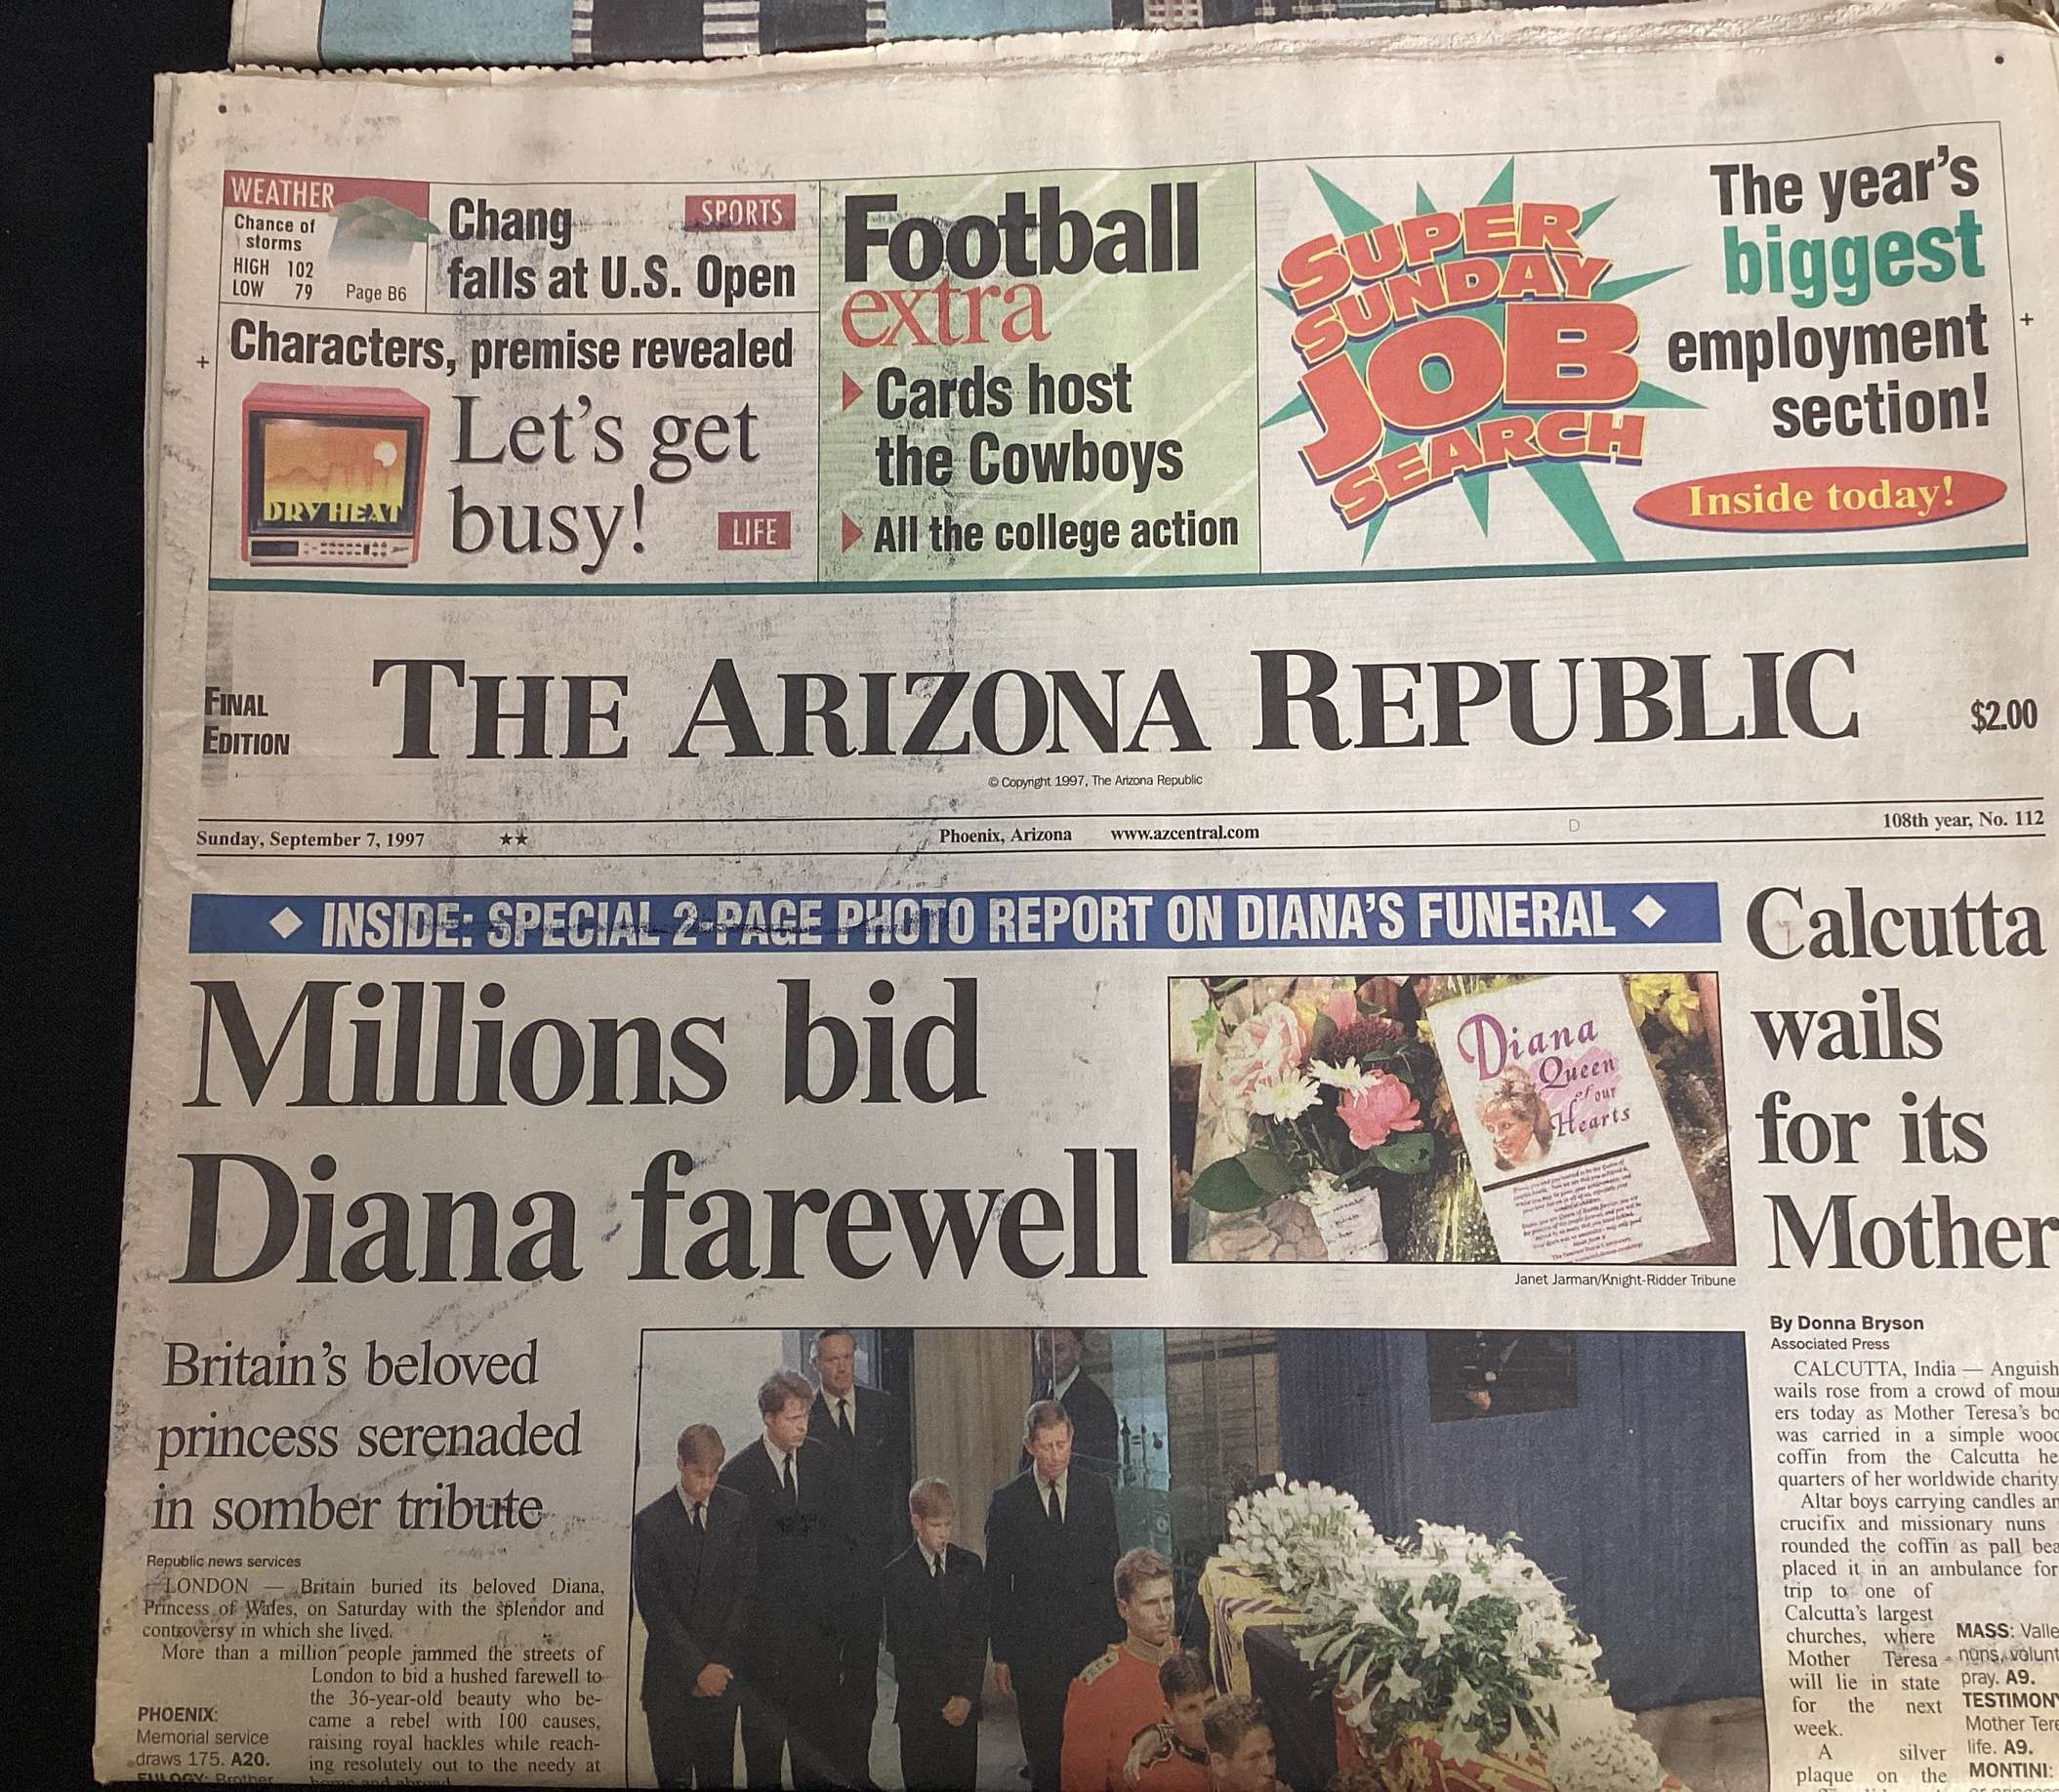 WEATHER
Chance of
storms
HIGH 102
LOW 79
Page B6
Chang
falls at U.S. Open
SPORTS
Characters, premise revealed
DRY HEAT
Let's get
busy!
LIFE
Football
extra
Cards host
the Cowboys
All the college action
SUPER
SUNDAY
JOB
SEARCH
The year's
biggest
employment
section!
Inside today!
FINAL
EDITION
THE ARIZONA REPUBLIC
$2.00
© Copyright 1997, The Arizona Republic
Sunday, September 7, 1997 ★★ Phoenix, Arizona www.azcentral.com D 108th year, No. 112
◆ INSIDE: SPECIAL 2-PAGE PHOTO REPORT ON DIANA'S FUNERAL ◆
Millions bid
Diana farewell
Diana
Queen
of our
Hearts
Janet Jarman/Knight-Ridder Tribune
Britain's beloved
princess serenaded
in somber tribute
Republic news services
LONDON — Britain buried its beloved Diana,
Princess of Wales, on Saturday with the splendor and
controversy in which she lived.
More than a million people jammed the streets of
London to bid a hushed farewell to
the 36-year-old beauty who be-
came a rebel with 100 causes,
raising royal hackles while reach-
ing resolutely out to the needy at
home and abroad.
PHOENIX:
Memorial service
draws 175. A20.
EULOGY: Brother
Calcutta
wails
for its
Mother
By Donna Bryson
Associated Press
CALCUTTA, India — Anguish
wails rose from a crowd of mour
ers today as Mother Teresa's bo
was carried in a simple wood
coffin from the Calcutta he
quarters of her worldwide charity
Altar boys carrying candles an
crucifix and missionary nuns
rounded the coffin as pall bea
placed it in an ambulance for
trip to one of
Calcutta's largest
churches, where
Mother Teresa
will lie in state
for the next
week.
A silver
plaque on the
MASS: Valle
nuns, volunt
pray. A9.
TESTIMONY
Mother Tere
life. A9.
MONTINI: